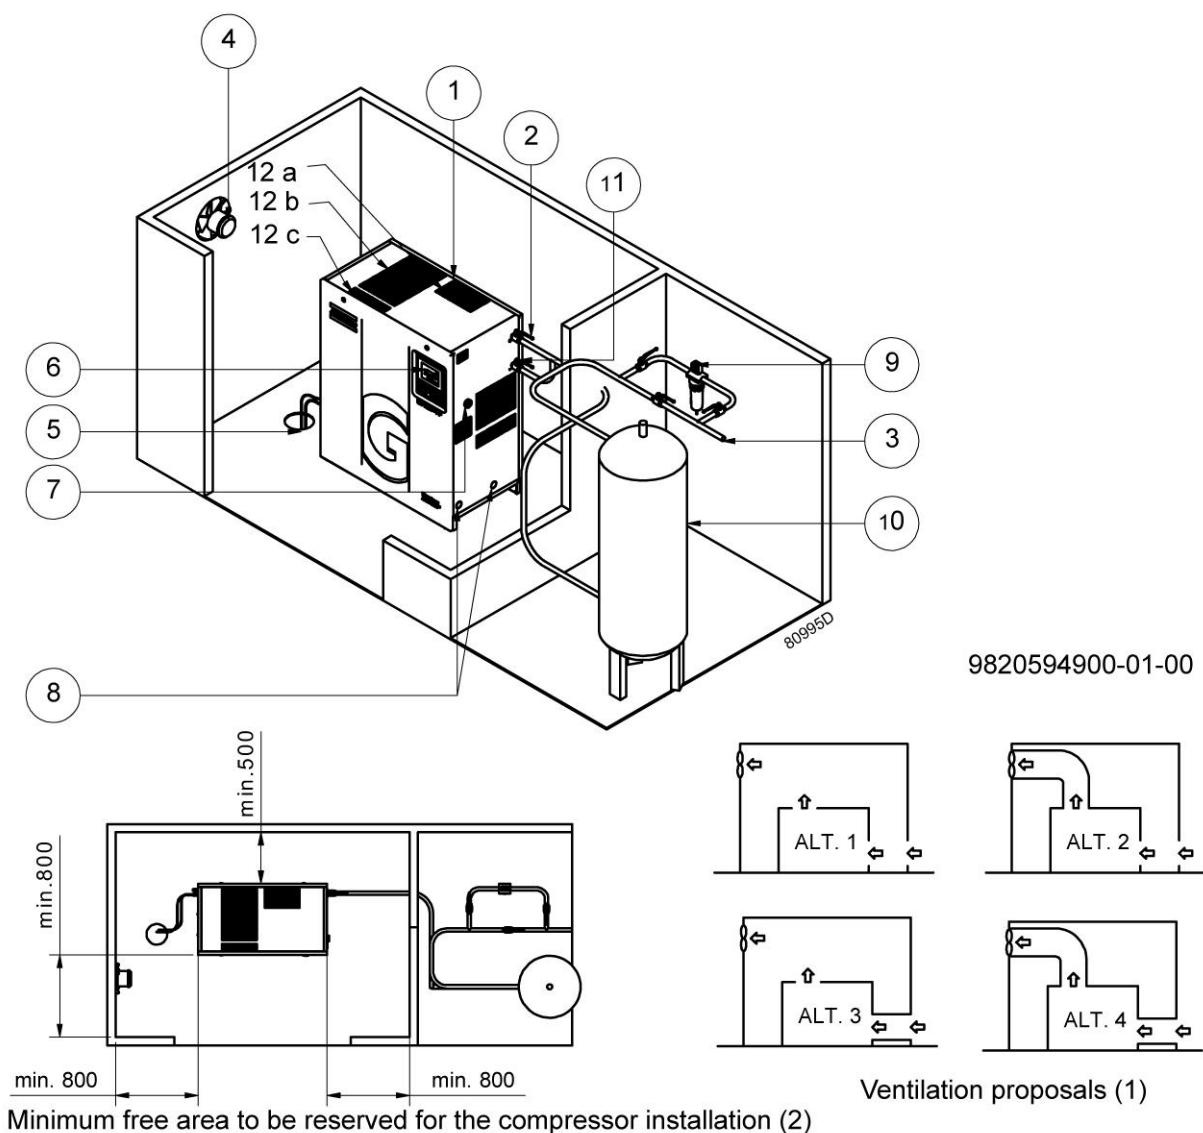 4
1
2
11
12 a
12 b
12 c
6
9
5
3
7
10
80995D
8
9820594900-01-00
min.500
min.800
ALT. 1
ALT. 2
ALT. 3
ALT. 4
min. 800
min. 800
Ventilation proposals (1)
Minimum free area to be reserved for the compressor installation (2)